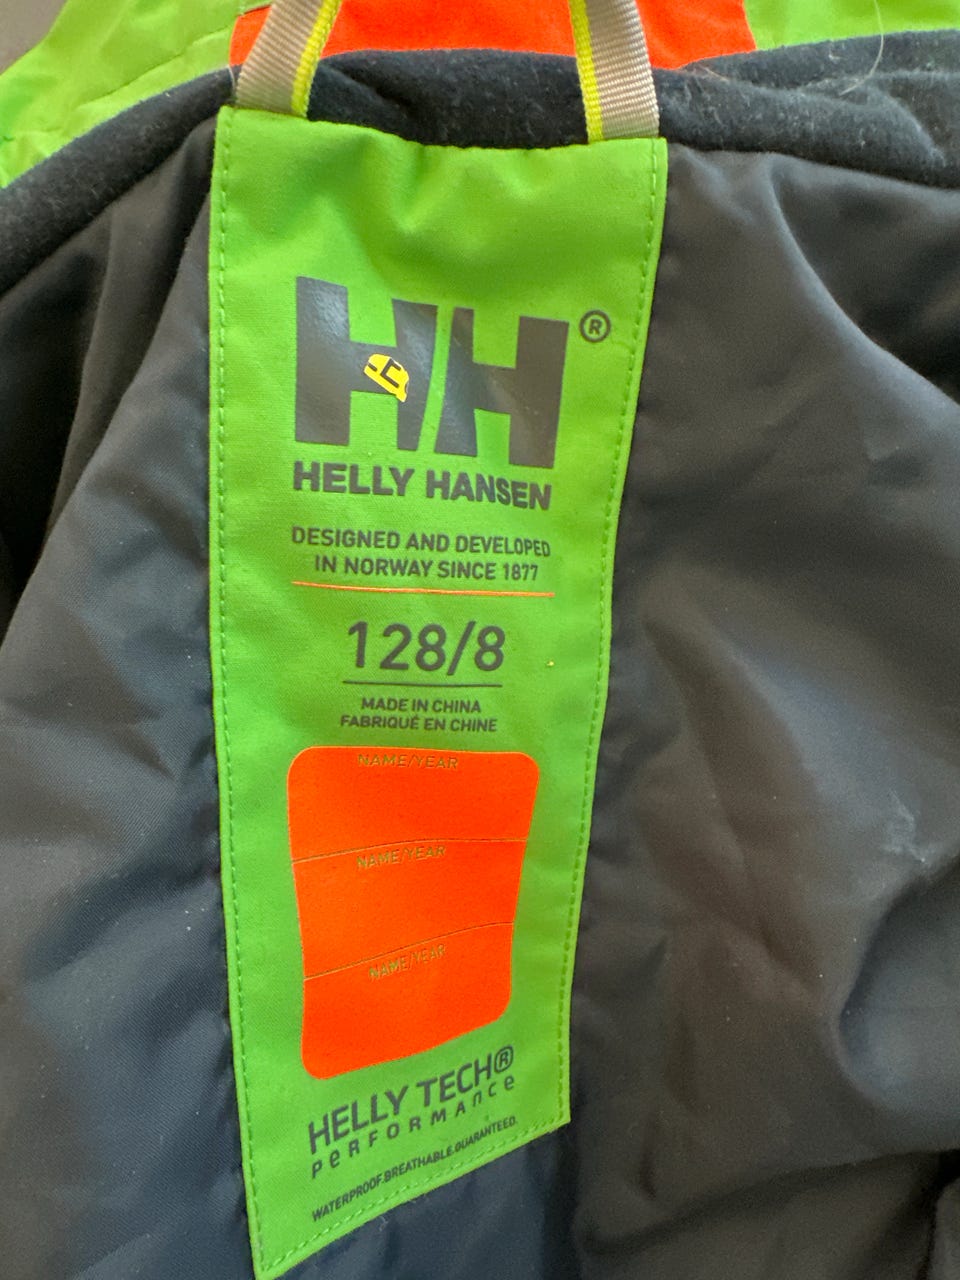 HH®
HELLY HANSEN
DESIGNED AND DEVELOPED
IN NORWAY SINCE 1877
128/8
MADE IN CHINA
FABRIQUÉ EN CHINE
NAME/YEAR
NAME/YEAR
NAME/YEAR
HELLY TECH®
PeRFORMAnce
WATERPROOF.BREATHABLE.GUARANTEED.